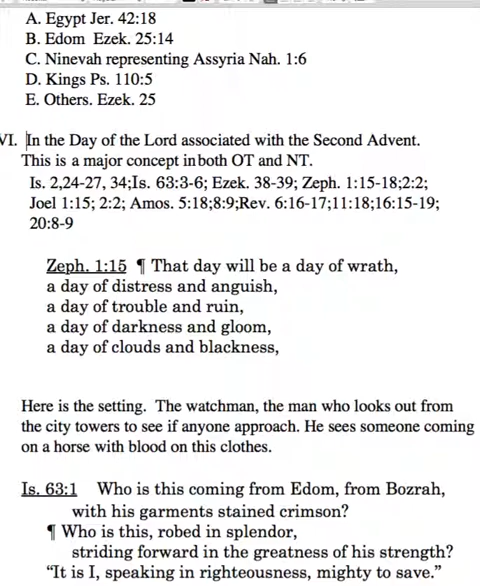 A. Egypt Jer. 42:18
B. Edom Ezek. 25:14
C. Ninevah representing Assyria Nah. 1:6
D. Kings Ps. 110:5
E. Others. Ezek. 25
VI. In the Day of the Lord associated with the Second Advent.
This is a major concept in both OT and NT.
Is. 2,24-27, 34;Is. 63:3-6; Ezek. 38-39; Zeph. 1:15-18;2:2;
Joel 1:15; 2:2; Amos. 5:18;8:9;Rev. 6:16-17;11:18;16:15-19;
20:8-9
Zeph. 1:15 ¶ That day will be a day of wrath,
a day of distress and anguish,
a day of trouble and ruin,
a day of darkness and gloom,
a day of clouds and blackness,
Here is the setting. The watchman, the man who looks out from
the city towers to see if anyone approach. He sees someone coming
on a horse with blood on this clothes.
Is. 63:1 Who is this coming from Edom, from Bozrah,
with his garments stained crimson?
¶ Who is this, robed in splendor,
striding forward in the greatness of his strength?
“It is I, speaking in righteousness, mighty to save.”